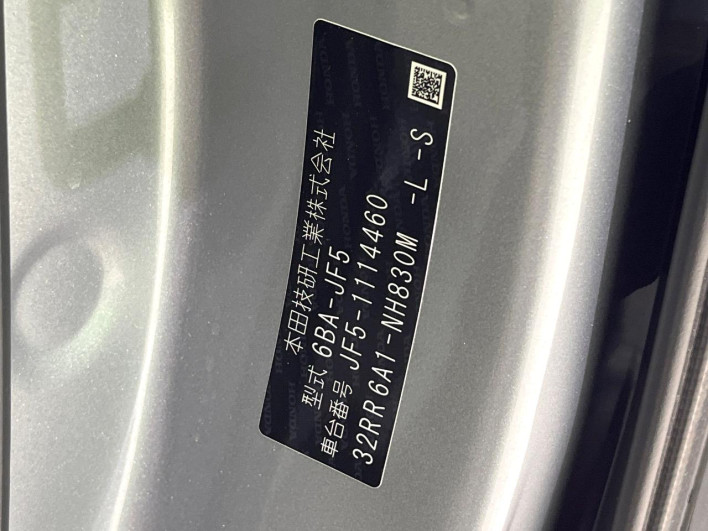 本田技研工業株式会社
型式 6BA-JF5
車台番号 JF5-1114460
32RR6A1-NH830M -L -S